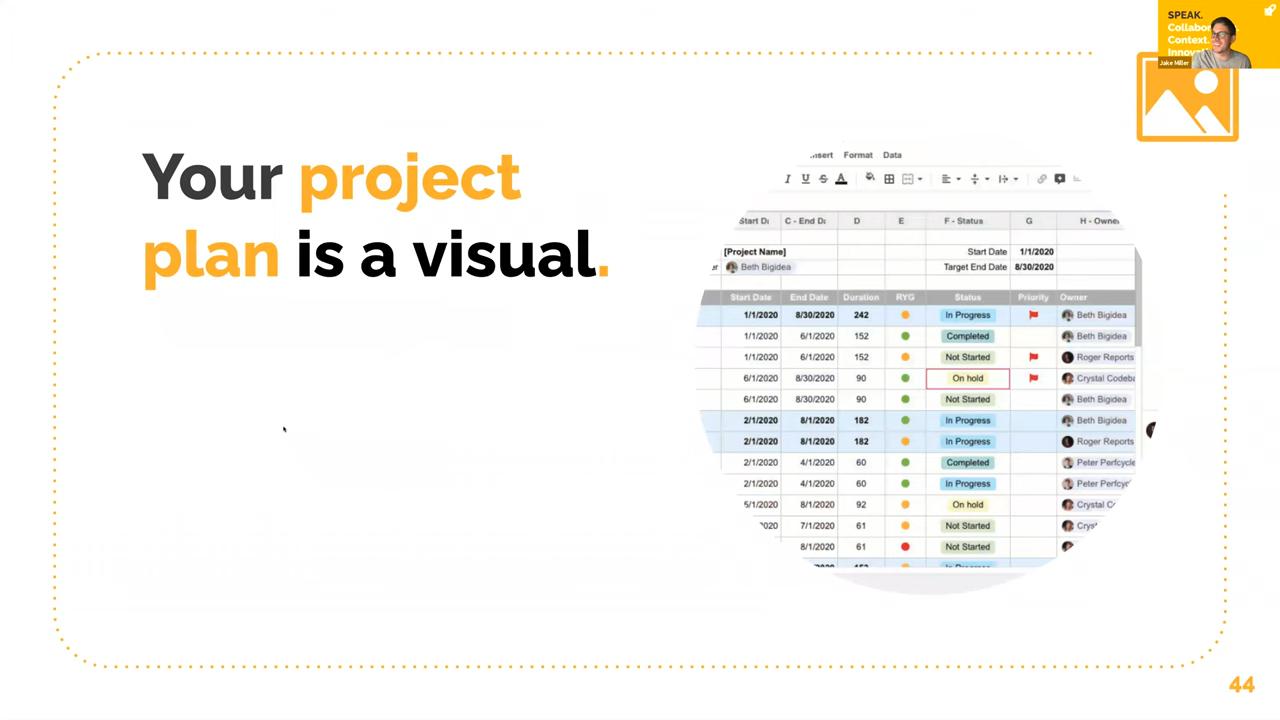 SPEAK.
Context.
Jake Miller
Your project
plan is a visual.
Format Data
I U S A
C - End D E F - Status G
[Project Name] Start Date 1/1/2020
Beth Bigidea Target End Date 8/30/2020
Start Date End Date Duration RYG Status Priority Owner
1/1/2020 8/30/2020 242 In Progress Beth Bigidea
1/1/2020 6/1/2020 152 Completed Beth Bigidea
1/1/2020 6/1/2020 152 Not Started Roger Reports
6/1/2020 8/30/2020 90 On hold Crystal
6/1/2020 8/30/2020 90 Not Started Beth Bigidea
2/1/2020 8/1/2020 182 In Progress Beth Bigidea
2/1/2020 8/1/2020 182 In Progress Roger Reports
2/1/2020 4/1/2020 60 Completed Peter Perfcycle
2/1/2020 4/1/2020 60 In Progress Peter
5/1/2020 8/1/2020 92 On hold
7/1/2020 61 Not Started
8/1/2020 61 Not Started
44